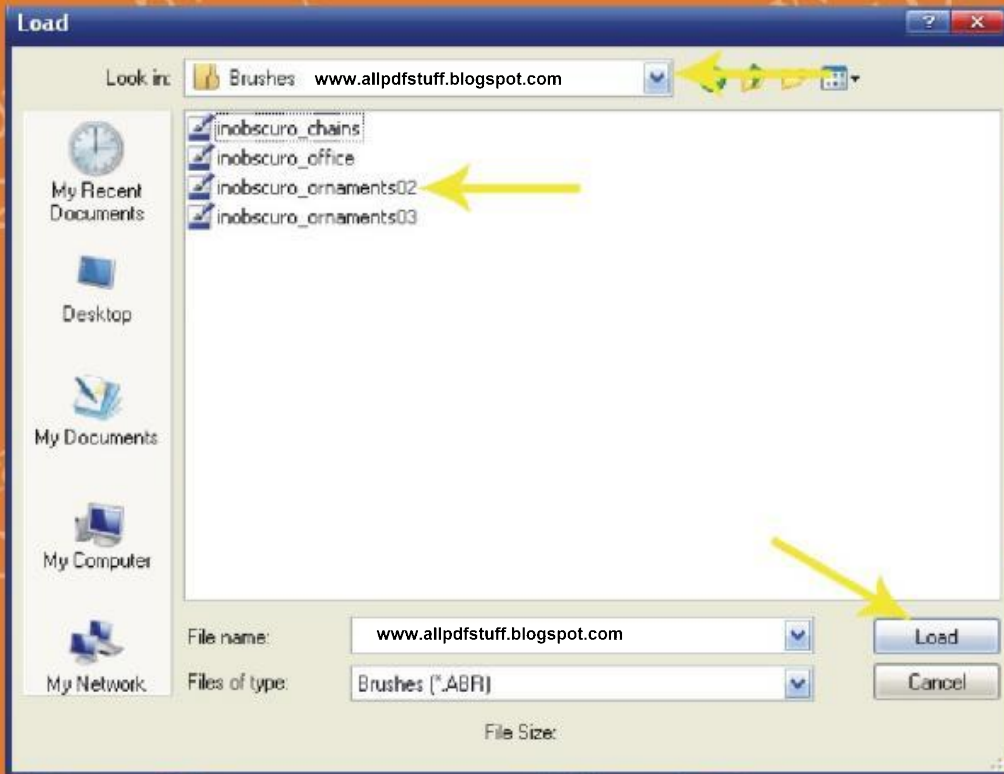 Load
Look in: Brushes www.allpdfstuff.blogspot.com
inobscuro_chains
inobscuro_office
inobscuro_ornaments02
inobscuro_ornaments03
My Recent
Documents
Desktop
My Documents
My Computer
My Network
File name: www.allpdfstuff.blogspot.com Load
Files of type: Brushes (*.ABR) Cancel
File Size: